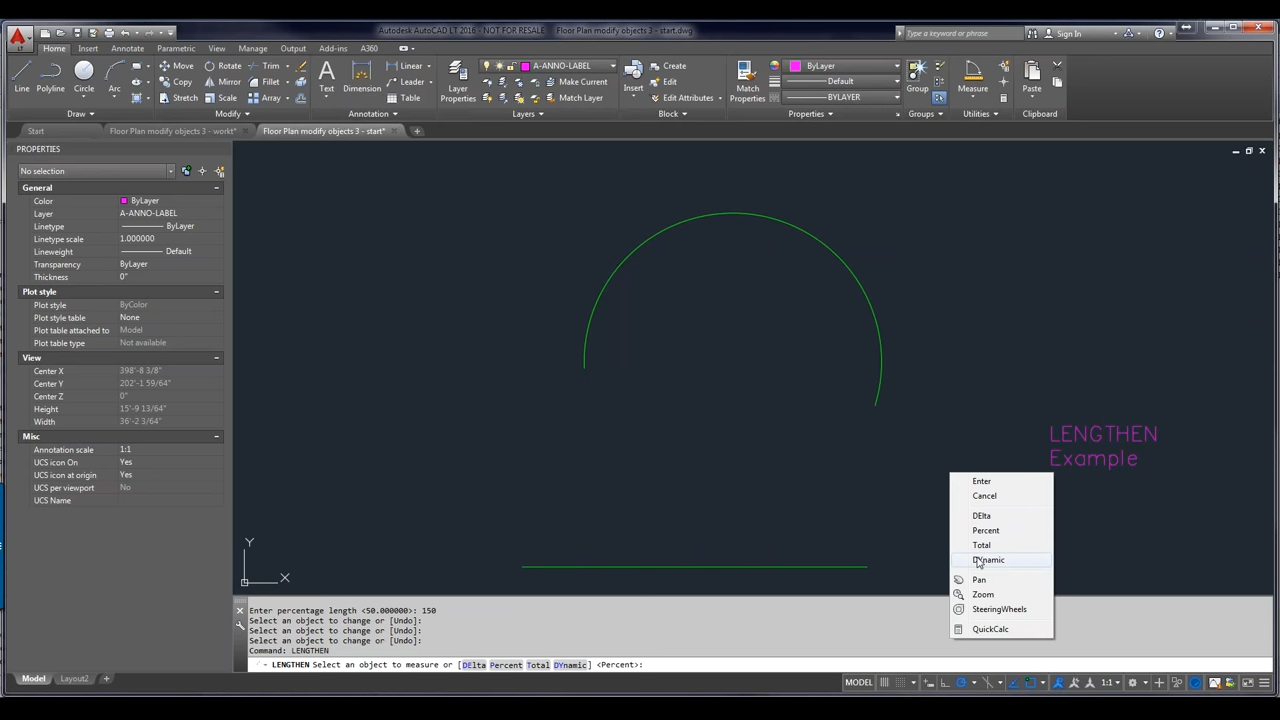 Autodesk AutoCAD LT 2016 - NOT FOR RESALE Floor Plan modify objects 3 - start.dwg
Type a keyword or phrase
Sign In
LT
Home Insert Annotate Parametric View Manage Output Add-ins A360
Line Polyline Circle Arc
Move Rotate Trim
Copy Mirror Fillet
Stretch Scale Array
Text Dimension
Linear
Leader
Table
Layer Properties
A-ANNO-LABEL
Make Current
Match Layer
Insert
Create
Edit
Edit Attributes
Match Properties
ByLayer
Default
BYLAYER
Group
Measure
Paste
Draw Modify Annotation Layers Block Properties Groups Utilities Clipboard
Start Floor Plan modify objects 3 - workt* Floor Plan modify objects 3 - start*
PROPERTIES
No selection
General
Color ByLayer
Layer A-ANNO-LABEL
Linetype ByLayer
Linetype scale 1.000000
Lineweight Default
Transparency ByLayer
Thickness 0"
Plot style
Plot style ByColor
Plot style table None
Plot table attached to Model
Plot table type Not available
View
Center X 398'-8 3/8"
Center Y 202'-1 59/64"
Center Z 0"
Height 15'-9 13/64"
Width 36'-2 3/64"
Misc
Annotation scale 1:1
UCS icon On Yes
UCS icon at origin Yes
UCS per viewport No
UCS Name
LENGTHEN
Example
Enter
Cancel
DElta
Percent
Total
DYnamic
Pan
Zoom
SteeringWheels
QuickCalc
Y
X
Enter percentage length <50.000000>: 150
Select an object to change or [Undo]:
Select an object to change or [Undo]:
Select an object to change or [Undo]:
Command: LENGTHEN
LENGTHEN Select an object to measure or [DElta Percent Total DYnamic] <Percent>:
Model Layout2
MODEL 1:1